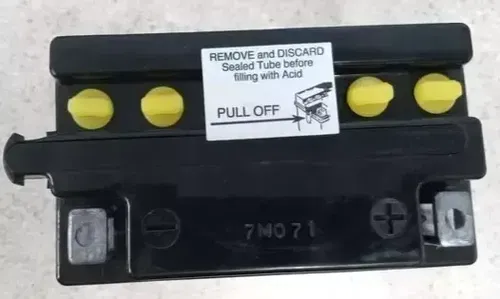 REMOVE and DISCARD
Sealed Tube before
filling with Acid
PULL OFF
- +
7M071